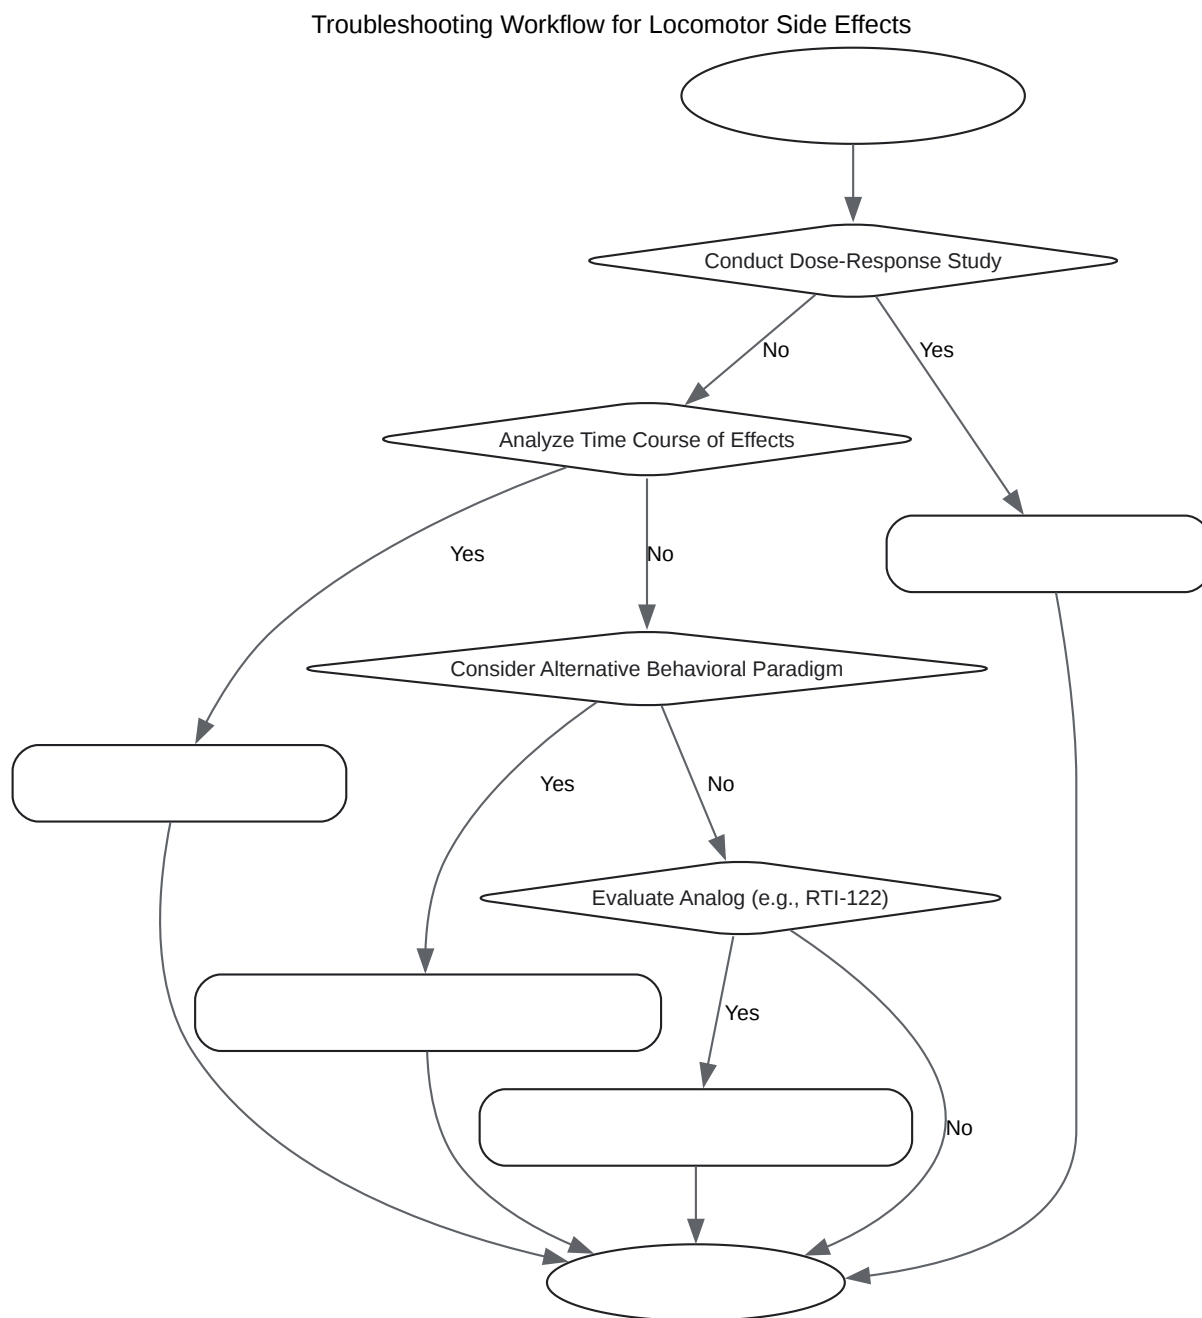 Troubleshooting Workflow for Locomotor Side Effects
Conduct Dose-Response Study
No
Yes
Analyze Time Course of Effects
Yes
No
Consider Alternative Behavioral Paradigm
Yes
No
Evaluate Analog (e.g., RTI-122)
Yes
No